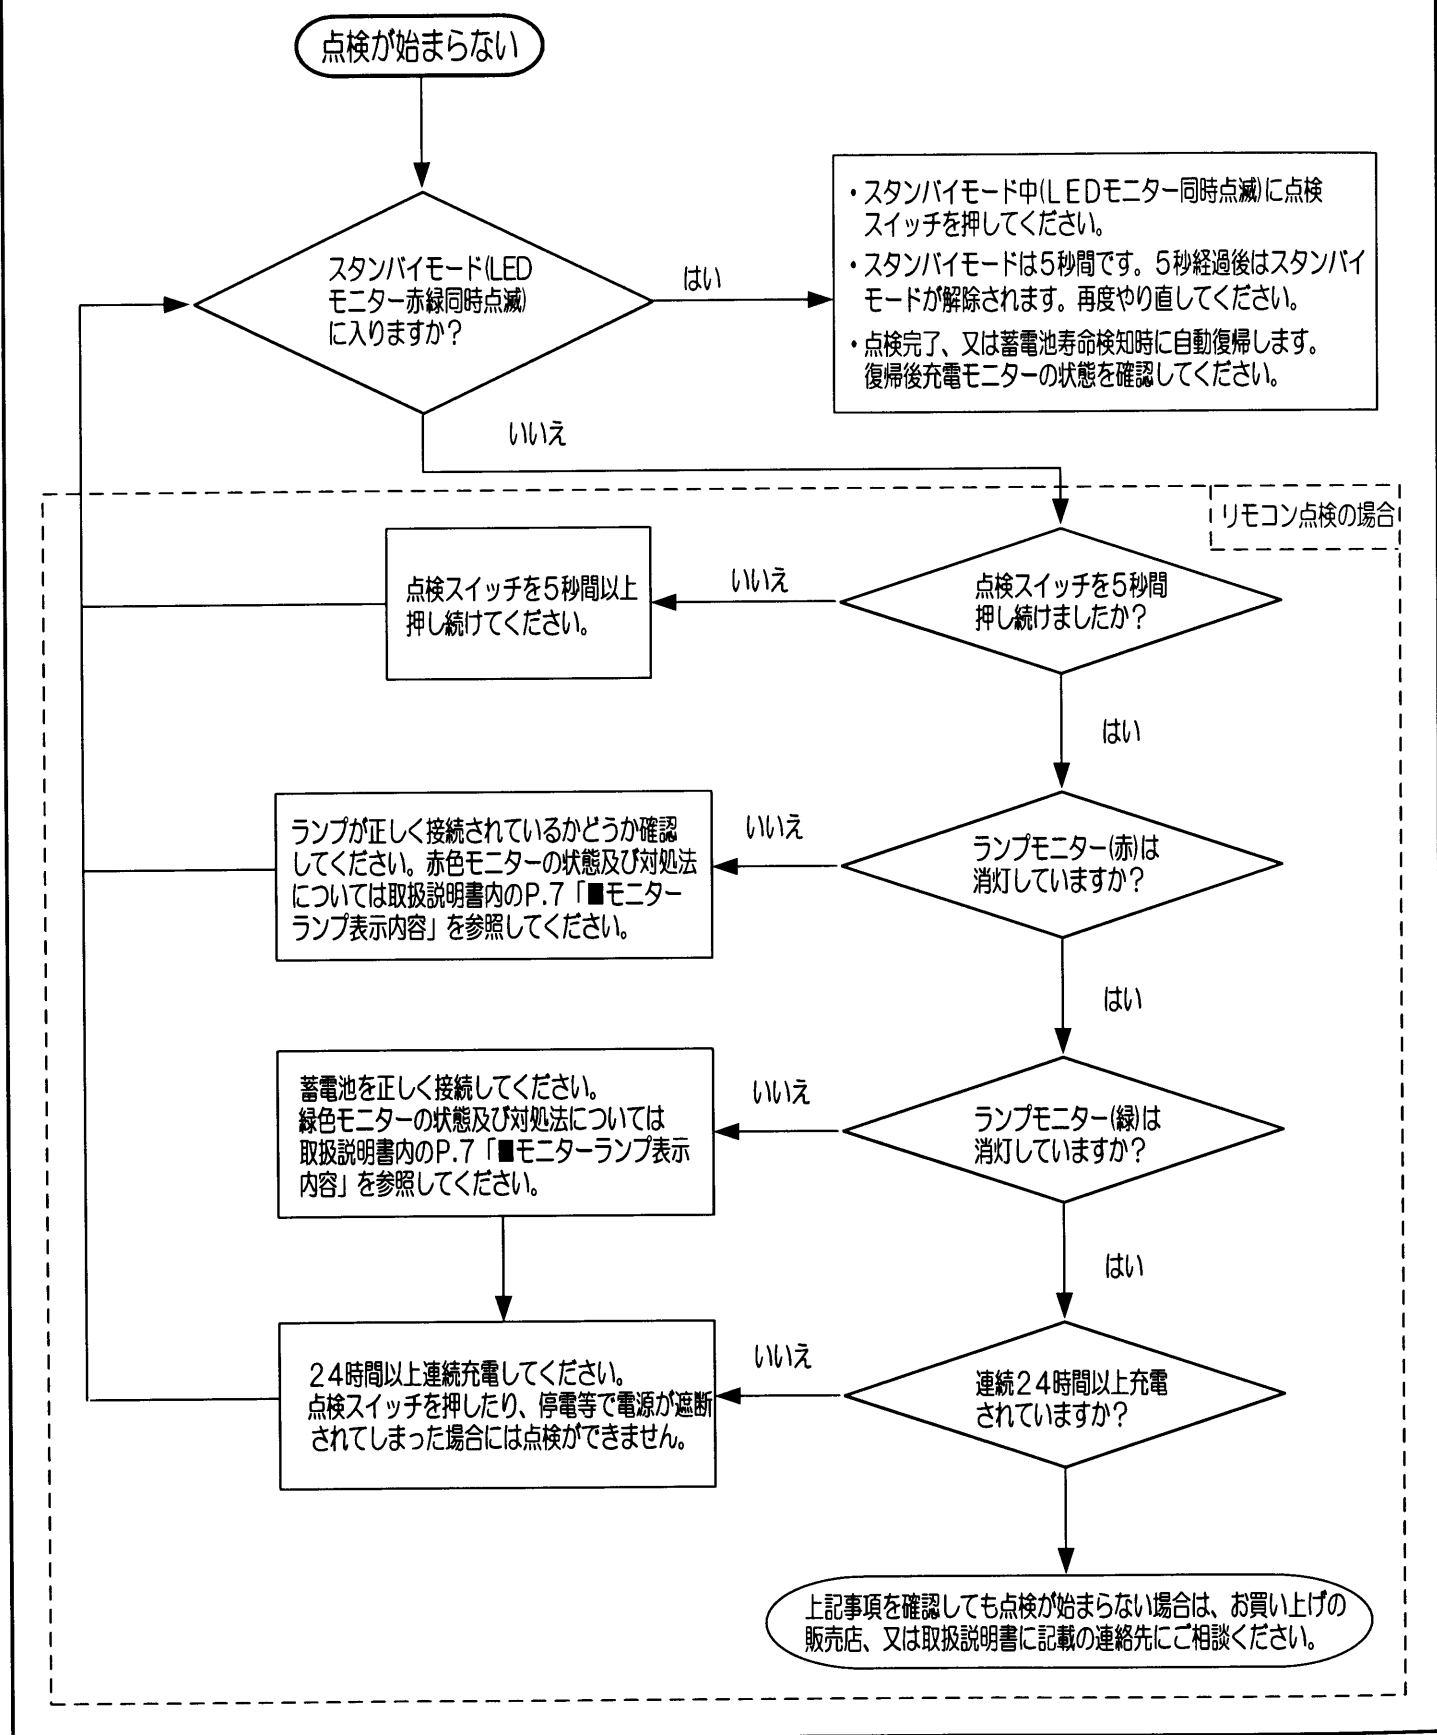 点検が始まらない
スタンバイモード(LED
モニター赤緑同時点滅)
に入りますか？
はい
・スタンバイモード中(ＬＥＤモニター同時点滅)に点検
スイッチを押してください。
・スタンバイモードは５秒間です。５秒経過後はスタンバイ
モードが解除されます。再度やり直してください。
・点検完了、又は蓄電池寿命検知時に自動復帰します。
復帰後充電モニターの状態を確認してください。
いいえ
リモコン点検の場合
点検スイッチを５秒間
押し続けましたか？
いいえ
点検スイッチを５秒間以上
押し続けてください。
はい
ランプモニター(赤)は
消灯していますか？
いいえ
ランプが正しく接続されているかどうか確認
してください。赤色モニターの状態及び対処法
については取扱説明書内のＰ.７「■モニター
ランプ表示内容」を参照してください。
はい
ランプモニター(緑)は
消灯していますか？
いいえ
蓄電池を正しく接続してください。
緑色モニターの状態及び対処法については
取扱説明書内のＰ.７「■モニターランプ表示
内容」を参照してください。
はい
連続２４時間以上充電
されていますか？
いいえ
２４時間以上連続充電してください。
点検スイッチを押したり、停電等で電源が遮断
されてしまった場合には点検ができません。
上記事項を確認しても点検が始まらない場合は、お買い上げの
販売店、又は取扱説明書に記載の連絡先にご相談ください。